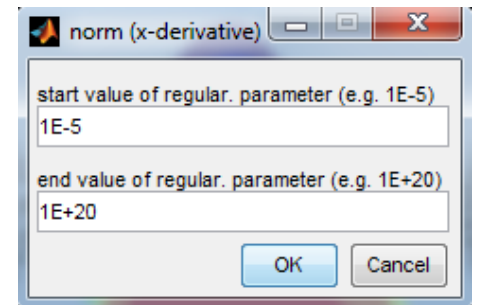 norm (x-derivative)
start value of regular. parameter (e.g. 1E-5)
1E-5
end value of regular. parameter (e.g. 1E+20)
1E+20
OK Cancel